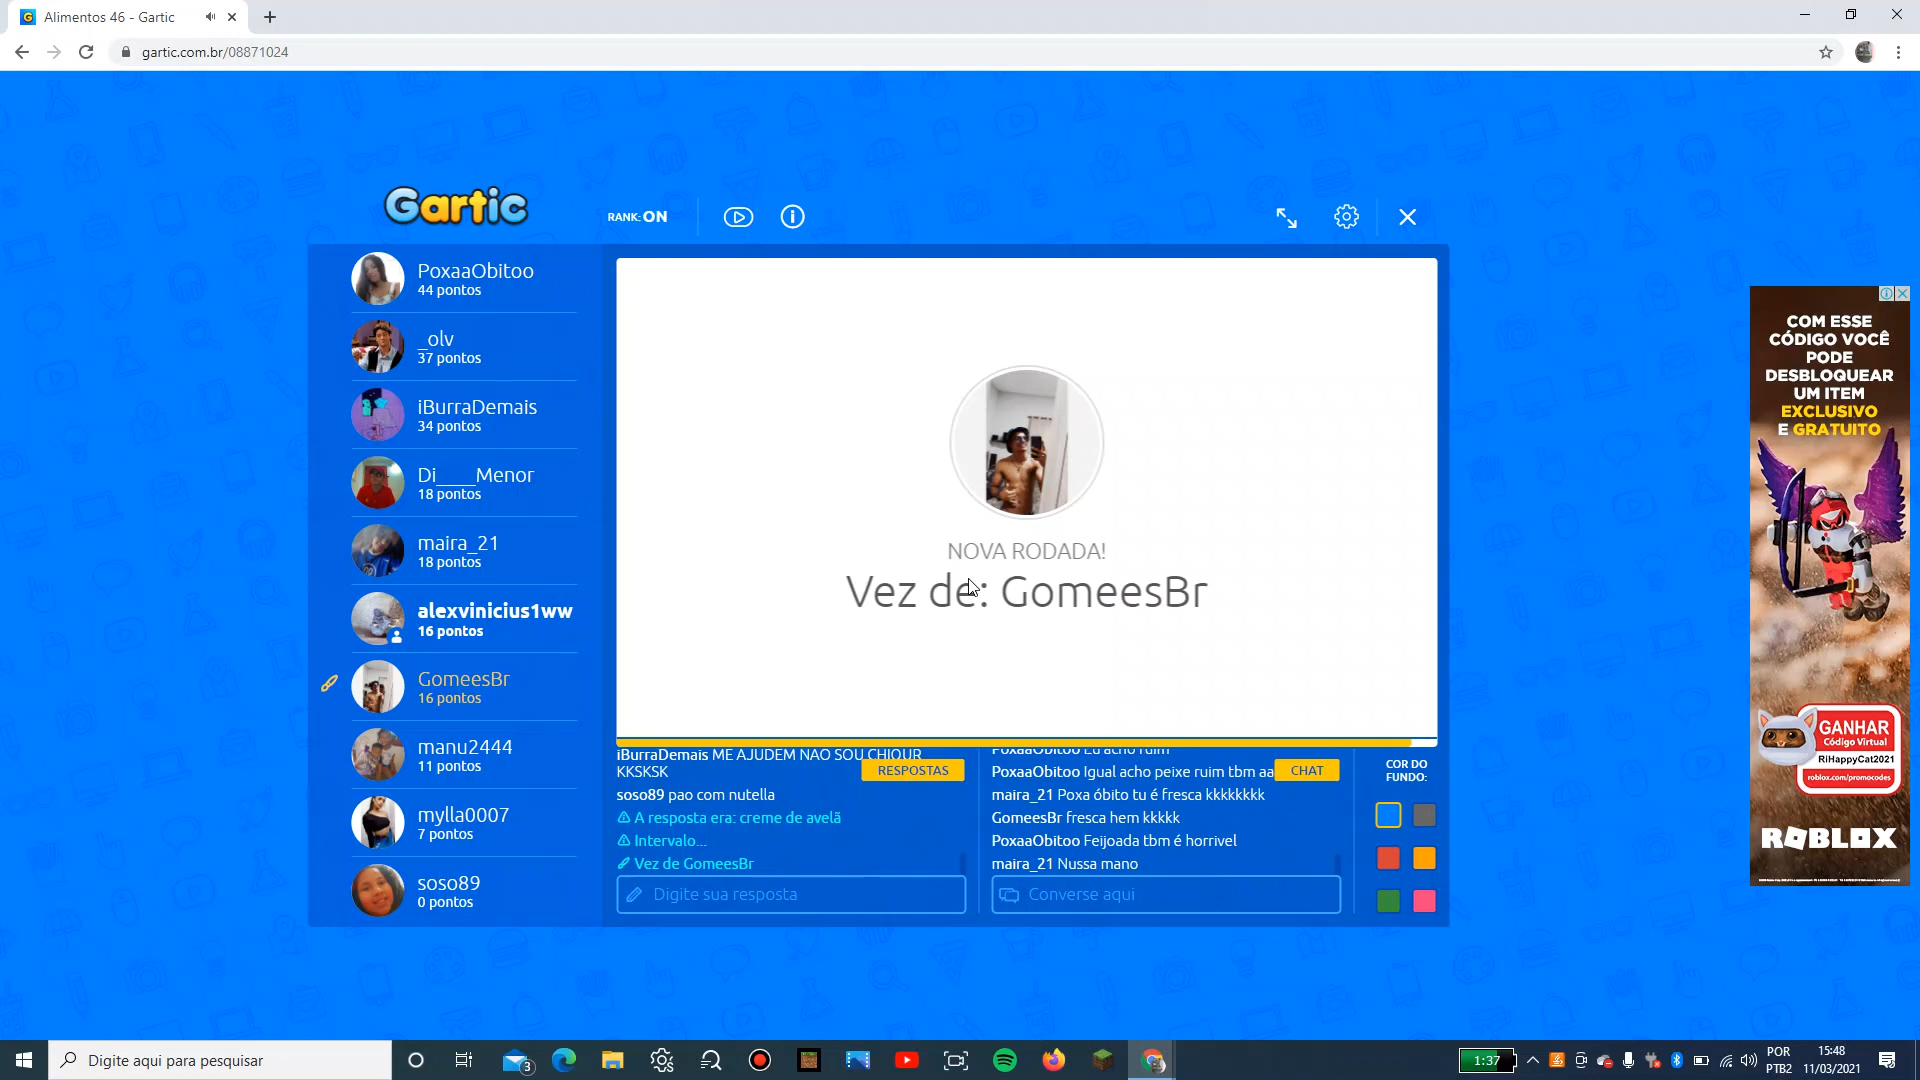 Alimentos 46 - Gartic
gartic.com.br/08871024
Gartic
RANK: ON
PoxaaObitoo
44 pontos
_olv
37 pontos
iBurraDemais
34 pontos
Di____Menor
18 pontos
maira_21
18 pontos
alexvinicius1ww
16 pontos
GomeesBr
16 pontos
manu2444
11 pontos
mylla0007
7 pontos
soso89
0 pontos
NOVA RODADA!
Vez de: GomeesBr
iBurraDemais ME AJUDEM NAO SOU CHIQUR
KKSKSK
RESPOSTAS
soso89 pao com nutella
A resposta era: creme de avelã
Intervalo...
Vez de GomeesBr
Digite sua resposta
PoxaaObitoo Eu acho ruim
PoxaaObitoo Igual acho peixe ruim tbm aa
CHAT
maira_21 Poxa óbito tu é fresca kkkkkkkk
GomeesBr fresca hem kkkkk
PoxaaObitoo Feijoada tbm é horrivel
maira_21 Nussa mano
Converse aqui
COR DO
FUNDO:
COM ESSE
CÓDIGO VOCÊ
PODE
DESBLOQUEAR
UM ITEM
EXCLUSIVO
E GRATUITO
GANHAR
Código Virtual
RiHappyCat2021
roblox.com/promocodes
ROBLOX
Digite aqui para pesquisar
3
1:37
POR
PTB2
15:48
11/03/2021